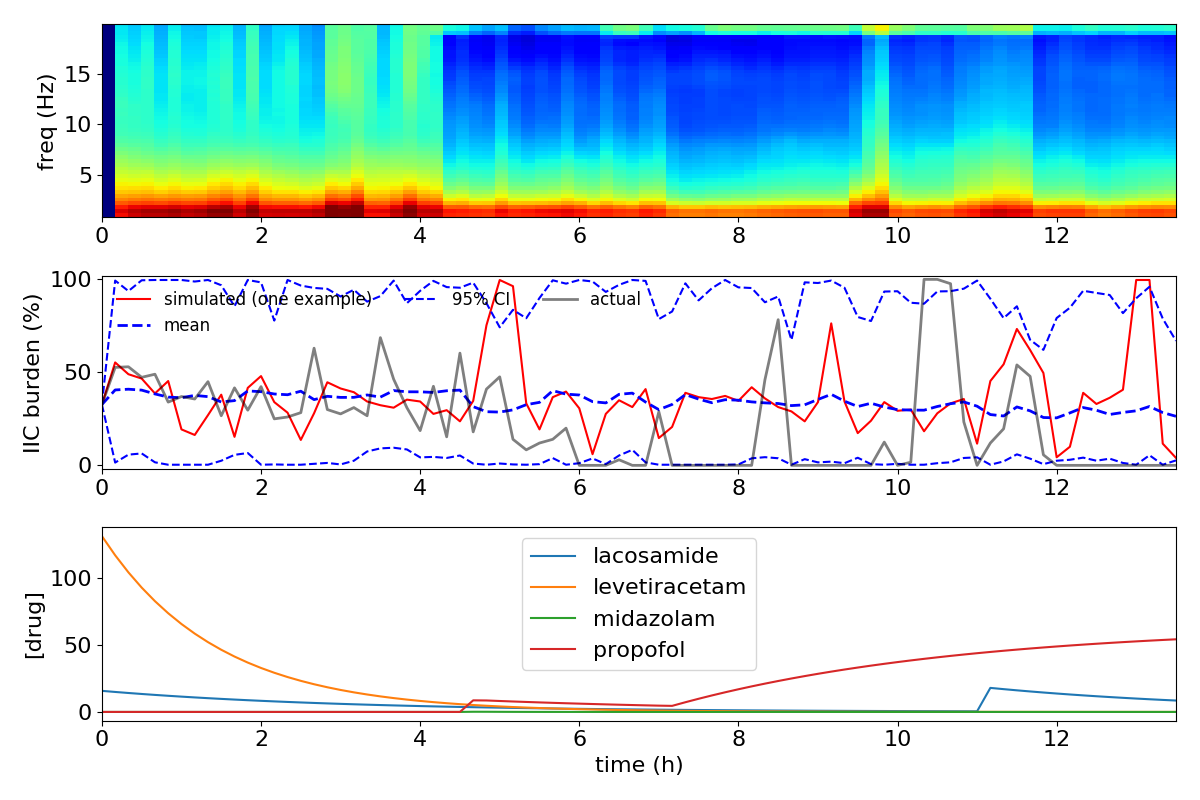 freq (Hz)
15
10
5
0 2 4 6 8 10 12
IIC burden (%)
100
50
0
simulated (one example)
mean
95% CI
actual
0 2 4 6 8 10 12
[drug]
100
50
0
lacosamide
levetiracetam
midazolam
propofol
0 2 4 6 8 10 12
time (h)